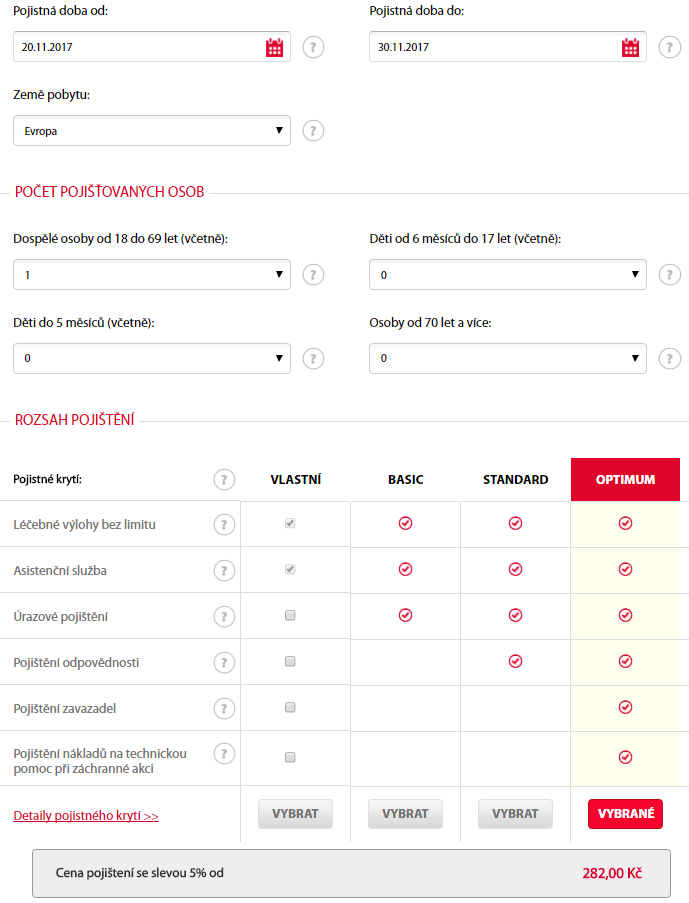 Pojistná doba od: Pojistná doba do:
20.11.2017 ? 30.11.2017 ?
Země pobytu:
Evropa ?
POČET POJIŠŤOVANÝCH OSOB
Dospělé osoby od 18 do 69 let (včetně): Děti od 6 měsíců do 17 let (včetně):
1 ? 0 ?
Děti do 5 měsíců (včetně): Osoby od 70 let a více:
0 ? 0 ?
ROZSAH POJIŠTĚNÍ
Pojistné krytí: ? VLASTNÍ BASIC STANDARD OPTIMUM
Léčebné výlohy bez limitu ?
Asistenční služba ?
Úrazové pojištění ?
Pojištění odpovědnosti ?
Pojištění zavazadel ?
Pojištění nákladů na technickou ?
pomoc při záchranné akci
Detaily pojistného krytí >> VYBRAT VYBRAT VYBRAT VYBRANÉ
Cena pojištení se slevou 5% od 282,00 Kč